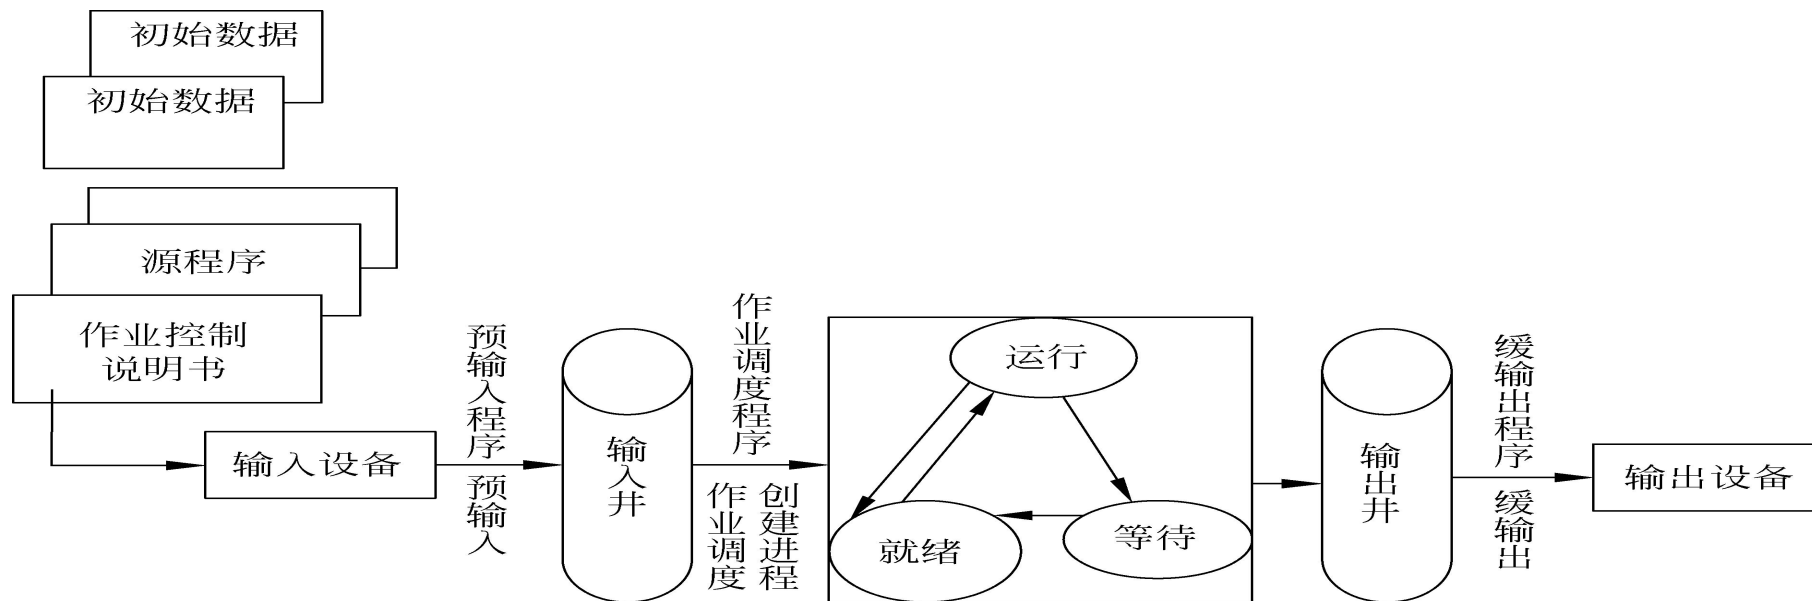 初始数据
初始数据
源程序
作业控制
说明书
输入设备
预输入程序
预输入
输入井
作业调度程序
作业调度
创建进程
运行
就绪
等待
输出井
缓输出程序
缓输出
输出设备